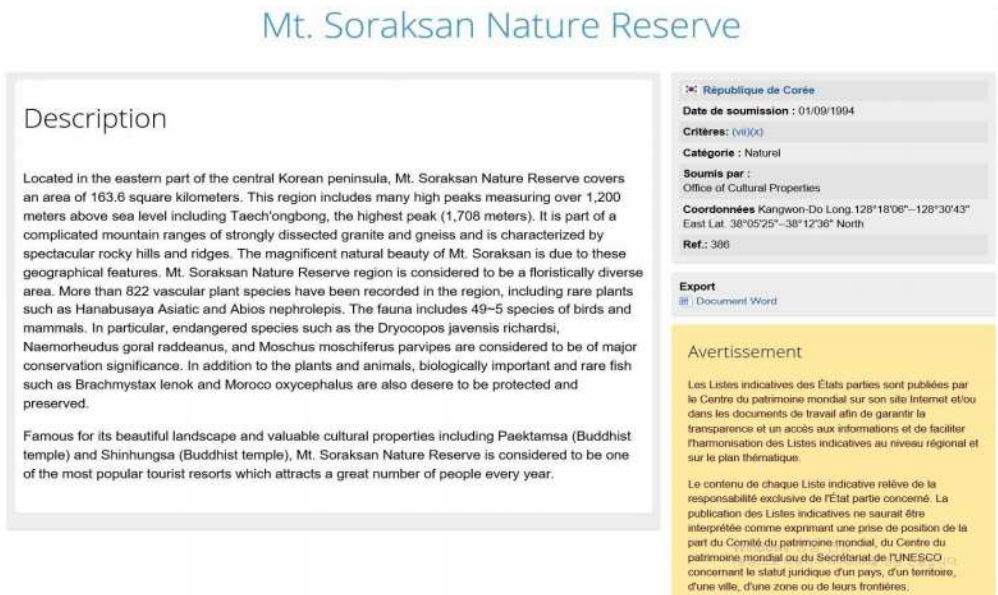 Mt. Soraksan Nature Reserve
Description
Located in the eastern part of the central Korean peninsula, Mt. Soraksan Nature Reserve covers
an area of 163.6 square kilometers. This region includes many high peaks measuring over 1,200
meters above sea level including Taech'ongbong, the highest peak (1,708 meters). It is part of a
complicated mountain ranges of strongly dissected granite and gneiss and is characterized by
spectacular rocky hills and ridges. The magnificent natural beauty of Mt. Soraksan is due to these
geographical features. Mt. Soraksan Nature Reserve region is considered to be a floristically diverse
area. More than 822 vascular plant species have been recorded in the region, including rare plants
such as Hanabusaya Asiatic and Abios nephrolepis. The fauna includes 49~5 species of birds and
mammals. In particular, endangered species such as the Dryocopos javensis richardsi,
Naemorheudus goral raddeanus, and Moschus moschiferus parvipes are considered to be of major
conservation significance. In addition to the plants and animals, biologically important and rare fish
such as Brachmystax lenok and Moroco oxycephalus are also desere to be protected and
preserved.
Famous for its beautiful landscape and valuable cultural properties including Paektamsa (Buddhist
temple) and Shinhungsa (Buddhist temple), Mt. Soraksan Nature Reserve is considered to be one
of the most popular tourist resorts which attracts a great number of people every year.
République de Corée
Date de soumission : 01/09/1994
Critères: (vii)(x)
Catégorie : Naturel
Soumis par :
Office of Cultural Properties
Coordonnées Kangwon-Do Long.128°18'06"--128°30'43"
East Lat. 38°05'25"--38°12'36" North
Ref.: 386
Export
Document Word
Avertissement
Les Listes indicatives des États parties sont publiées par
le Centre du patrimoine mondial sur son site Internet et/ou
dans les documents de travail afin de garantir la
transparence et un accès aux informations et de faciliter
l'harmonisation des Listes indicatives au niveau régional et
sur le plan thématique.
Le contenu de chaque Liste indicative relève de la
responsabilité exclusive de l'État partie concerné. La
publication des Listes indicatives ne saurait être
interprétée comme exprimant une prise de position de la
part du Comité du patrimoine mondial, du Centre du
patrimoine mondial ou du Secrétariat de l'UNESCO
concernant le statut juridique d'un pays, d'un territoire,
d'une ville, d'une zone ou de leurs frontières.